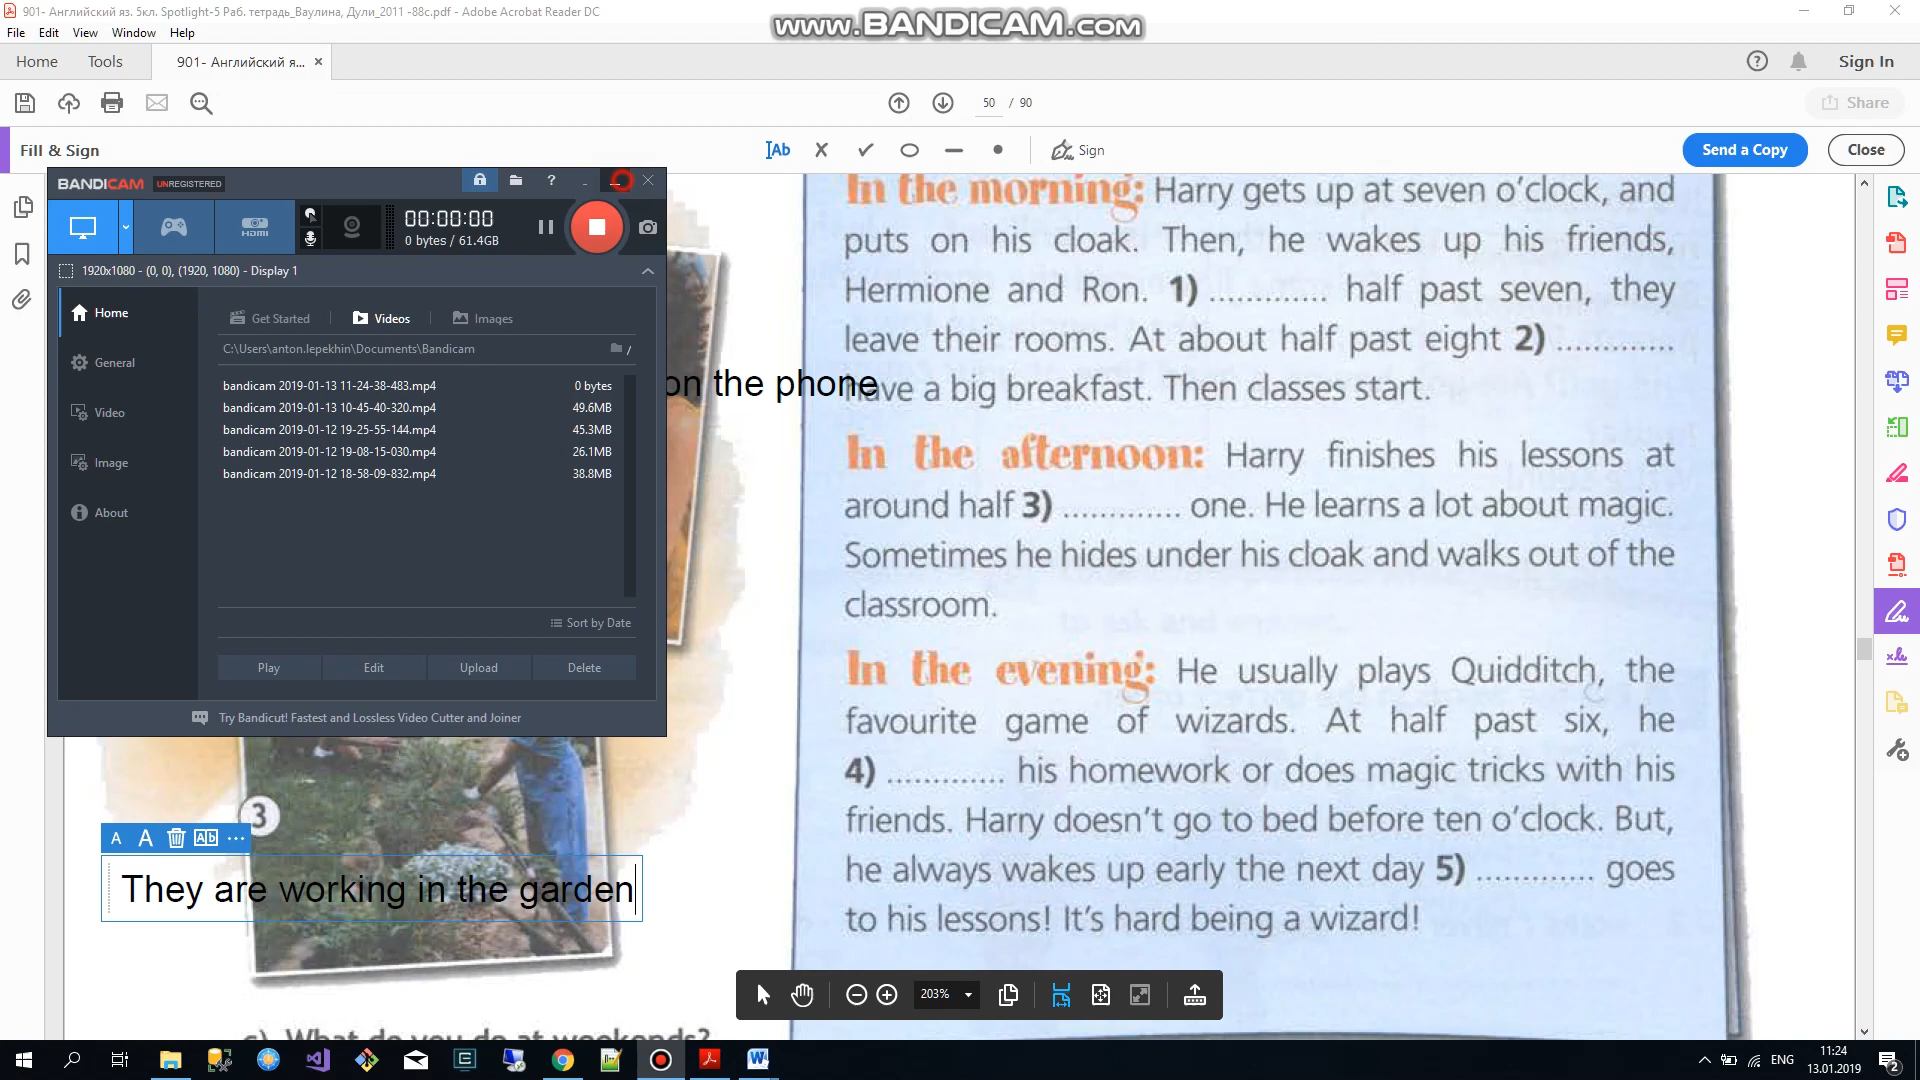 901- Английский яз. 5кл. Spotlight-5 Раб. тетрадь_Ваулина, Дули_2011 -88с.pdf - Adobe Acrobat Reader DC
www.BANDICAM.com
File Edit View Window Help
Home Tools 901- Английский я... Sign In
50 / 90 Share
Fill & Sign Ab Sign Send a Copy Close
BANDICAM UNREGISTERED
HDMI
00:00:00
0 bytes / 61.4GB
1920x1080 - (0, 0), (1920, 1080) - Display 1
Home
General
Video
Image
About
Get Started Videos Images
C:\Users\anton.lepekhin\Documents\Bandicam /
bandicam 2019-01-13 11-24-38-483.mp4 0 bytes
bandicam 2019-01-13 10-45-40-320.mp4 49.6MB
bandicam 2019-01-12 19-25-55-144.mp4 45.3MB
bandicam 2019-01-12 19-08-15-030.mp4 26.1MB
bandicam 2019-01-12 18-58-09-832.mp4 38.8MB
Sort by Date
Play Edit Upload Delete
Try Bandicut! Fastest and Lossless Video Cutter and Joiner
on the phone
3
A A Ab ...
They are working in the garden
c) What do you do at weekends?
In the morning: Harry gets up at seven o'clock, and
puts on his cloak. Then, he wakes up his friends,
Hermione and Ron. 1) ............. half past seven, they
leave their rooms. At about half past eight 2) .............
have a big breakfast. Then classes start.
In the afternoon: Harry finishes his lessons at
around half 3) ............. one. He learns a lot about magic.
Sometimes he hides under his cloak and walks out of the
classroom.
In the evening: He usually plays Quidditch, the
favourite game of wizards. At half past six, he
4) ............. his homework or does magic tricks with his
friends. Harry doesn't go to bed before ten o'clock. But,
he always wakes up early the next day 5) ............. goes
to his lessons! It's hard being a wizard!
203%
ENG
11:24
13.01.2019
2